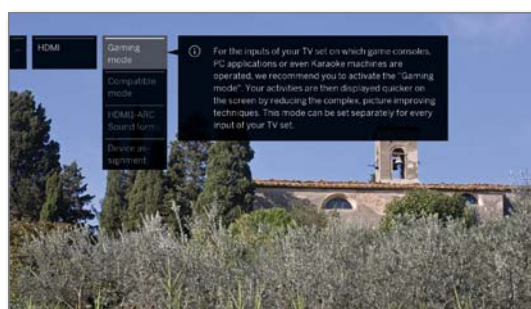 HDMI
Gaming
mode
Compatible
mode
HDMI1-ARC
Sound form.
Device as-
signment
For the inputs of your TV set on which game consoles,
PC applications or even Karaoke machines are
operated, we recommend you to activate the "Gaming
mode". Your activities are then displayed quicker on
the screen by reducing the complex, picture improving
techniques. This mode can be set separately for every
input of your TV set.